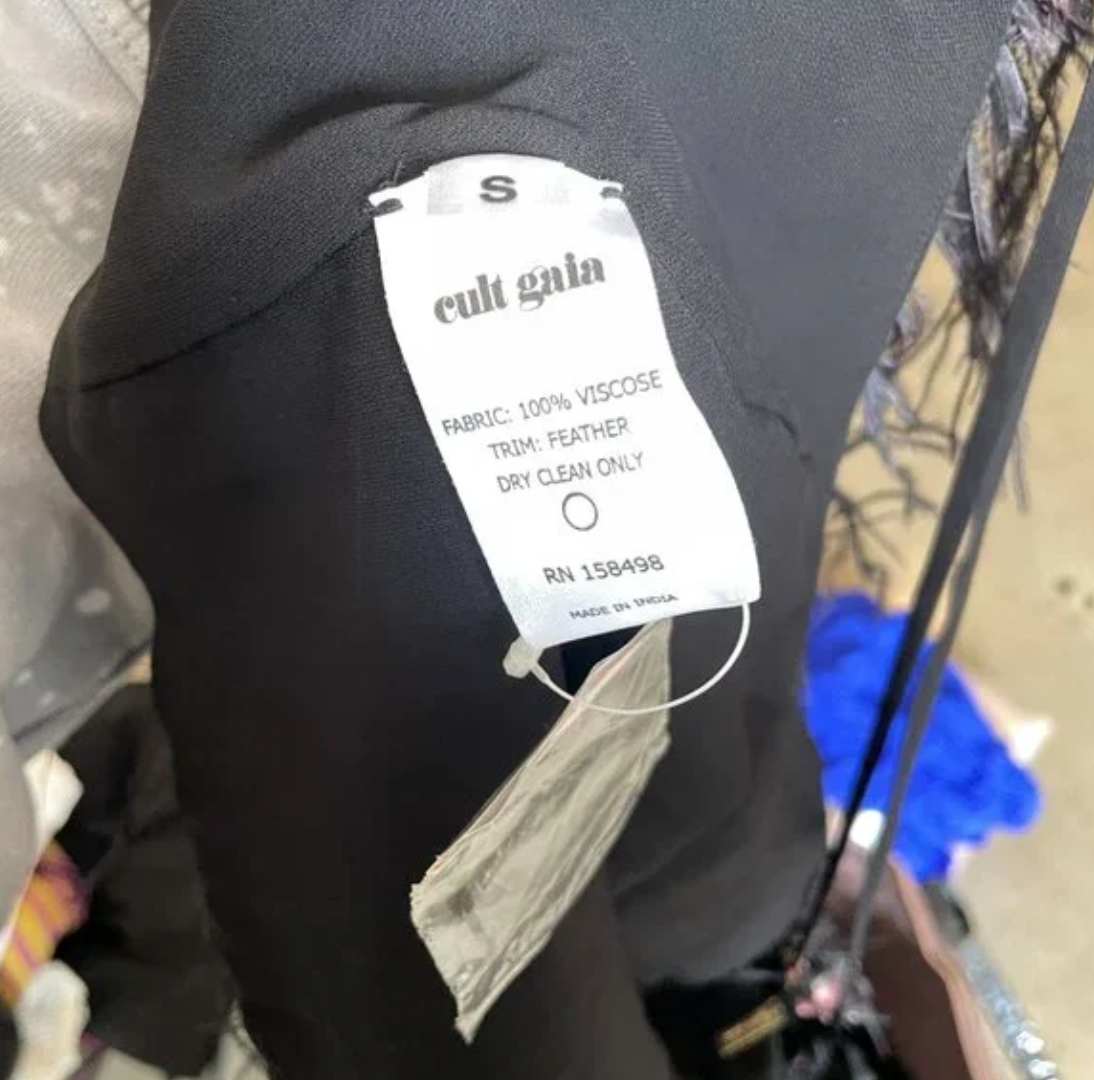 S
cult gaia
FABRIC: 100% VISCOSE
TRIM: FEATHER
DRY CLEAN ONLY
RN 158498
MADE IN INDIA